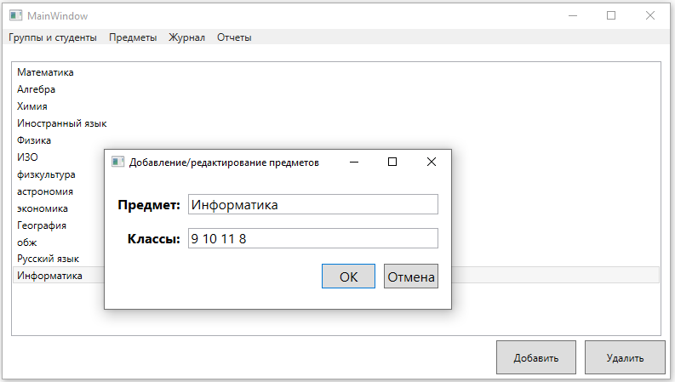 MainWindow
Группы и студенты Предметы Журнал Отчеты
Математика
Алгебра
Химия
Иностранный язык
Физика
ИЗО
физкультура
астрономия
экономика
География
обж
Русский язык
Информатика
Добавление/редактирование предметов
Предмет: Информатика
Классы: 9 10 11 8
OK Отмена
Добавить Удалить